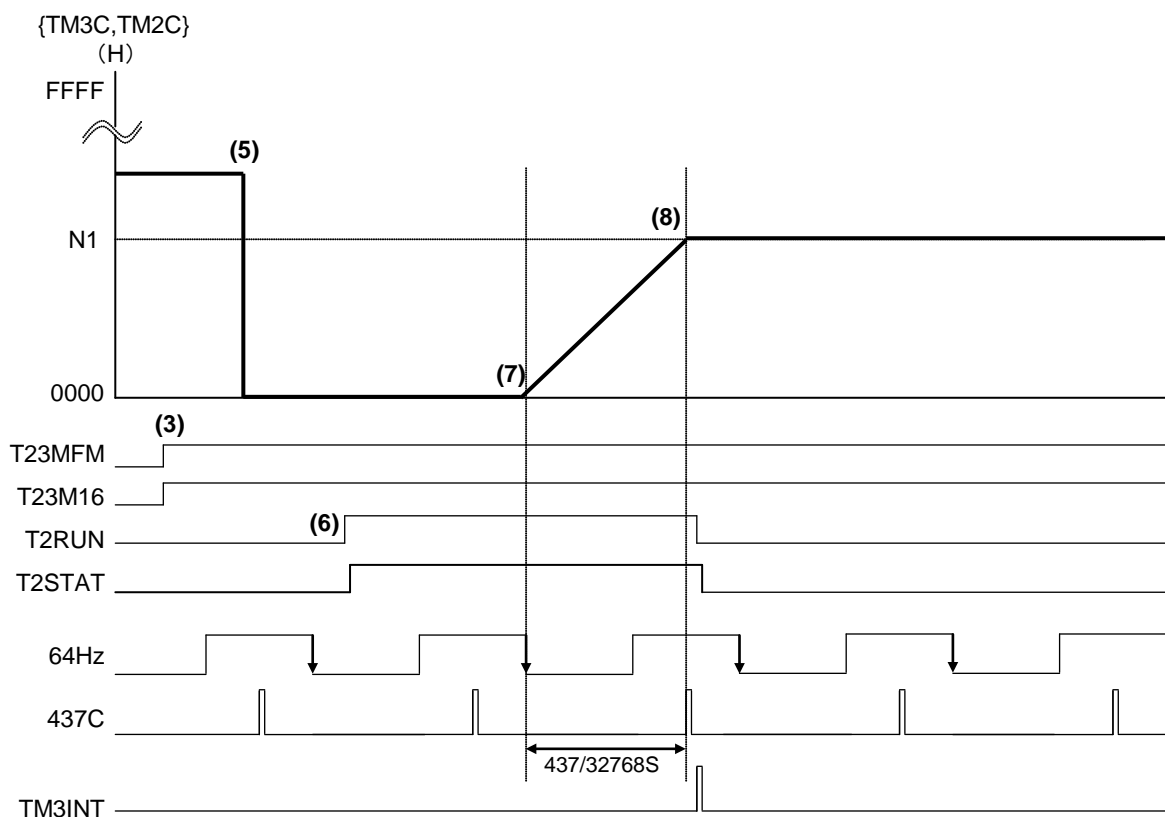 {TM3C,TM2C}
（H）
FFFF
(5)
(8)
N1
(7)
0000
(3)
T23MFM
T23M16
(6)
T2RUN
T2STAT
64Hz
437C
437/32768S
TM3INT